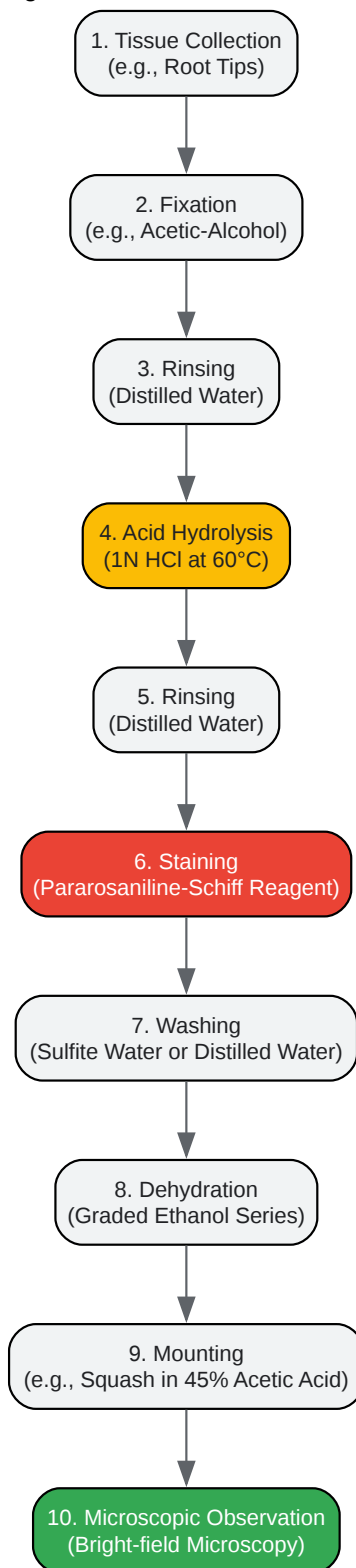 1. Tissue Collection
(e.g., Root Tips)
2. Fixation
(e.g., Acetic-Alcohol)
3. Rinsing
(Distilled Water)
4. Acid Hydrolysis
(1N HCl at 60°C)
5. Rinsing
(Distilled Water)
6. Staining
(Pararosaniline-Schiff Reagent)
7. Washing
(Sulfite Water or Distilled Water)
8. Dehydration
(Graded Ethanol Series)
9. Mounting
(e.g., Squash in 45% Acetic Acid)
10. Microscopic Observation
(Bright-field Microscopy)